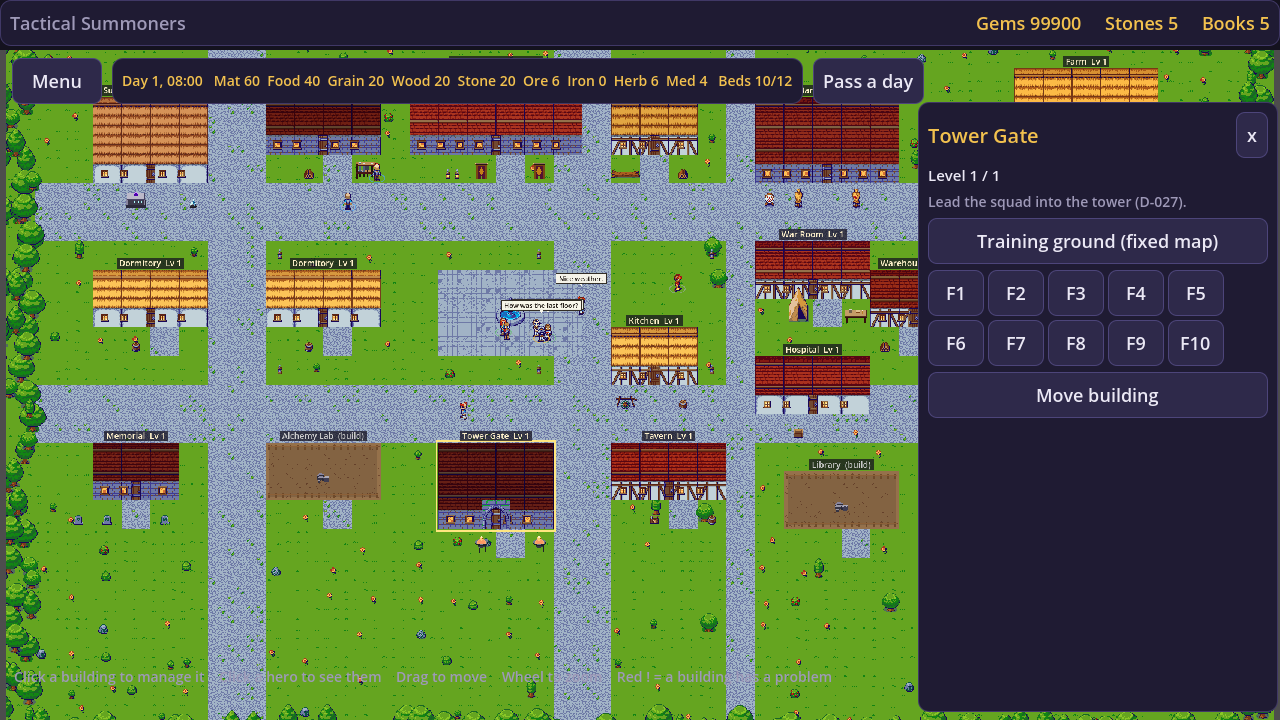 Tactical Summoners
Gems 99900 Stones 5 Books 5
Menu
Day 1, 08:00 Mat 60 Food 40 Grain 20 Wood 20 Stone 20 Ore 6 Iron 0 Herb 6 Med 4 Beds 10/12
Pass a day
Farm Lv 1
Tower Gate
x
Level 1 / 1
Lead the squad into the tower (D-027).
Training ground (fixed map)
F1 F2 F3 F4 F5
F6 F7 F8 F9 F10
Move building
War Room Lv 1
Dormitory Lv 1
Dormitory Lv 1
Nice weather.
How was the last floor?
Kitchen Lv 1
Hospital Lv 1
Memorial Lv 1
Alchemy Lab (build)
Tower Gate Lv 1
Tavern Lv 1
Library (build)
Click a building to manage it hero to see them Drag to move Wheel Red ! = a building a problem